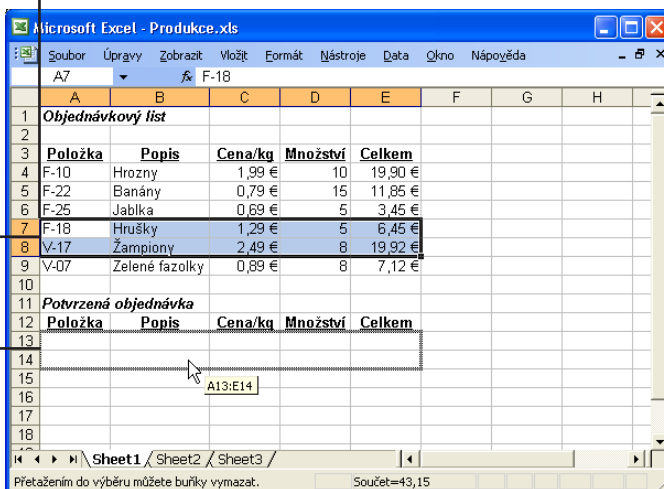 Microsoft Excel - Produkce.xls
Soubor Úpravy Zobrazit Vložit Formát Nástroje Data Okno Nápověda
A7 fx F-18
A B C D E F G H
1 Objednávkový list
2
3 Položka Popis Cena/kg Množství Celkem
4 F-10 Hrozny 1,99 € 10 19,90 €
5 F-22 Banány 0,79 € 15 11,85 €
6 F-25 Jablka 0,69 € 5 3,45 €
7 F-18 Hrušky 1,29 € 5 6,45 €
8 V-17 Žampiony 2,49 € 8 19,92 €
9 V-07 Zelené fazolky 0,89 € 8 7,12 €
10
11 Potvrzená objednávka
12 Položka Popis Cena/kg Množství Celkem
13
14
15 A13:E14
16
17
18
Sheet1 Sheet2 Sheet3
Přetažením do výběru můžete buňky vymazat. Součet=43,15